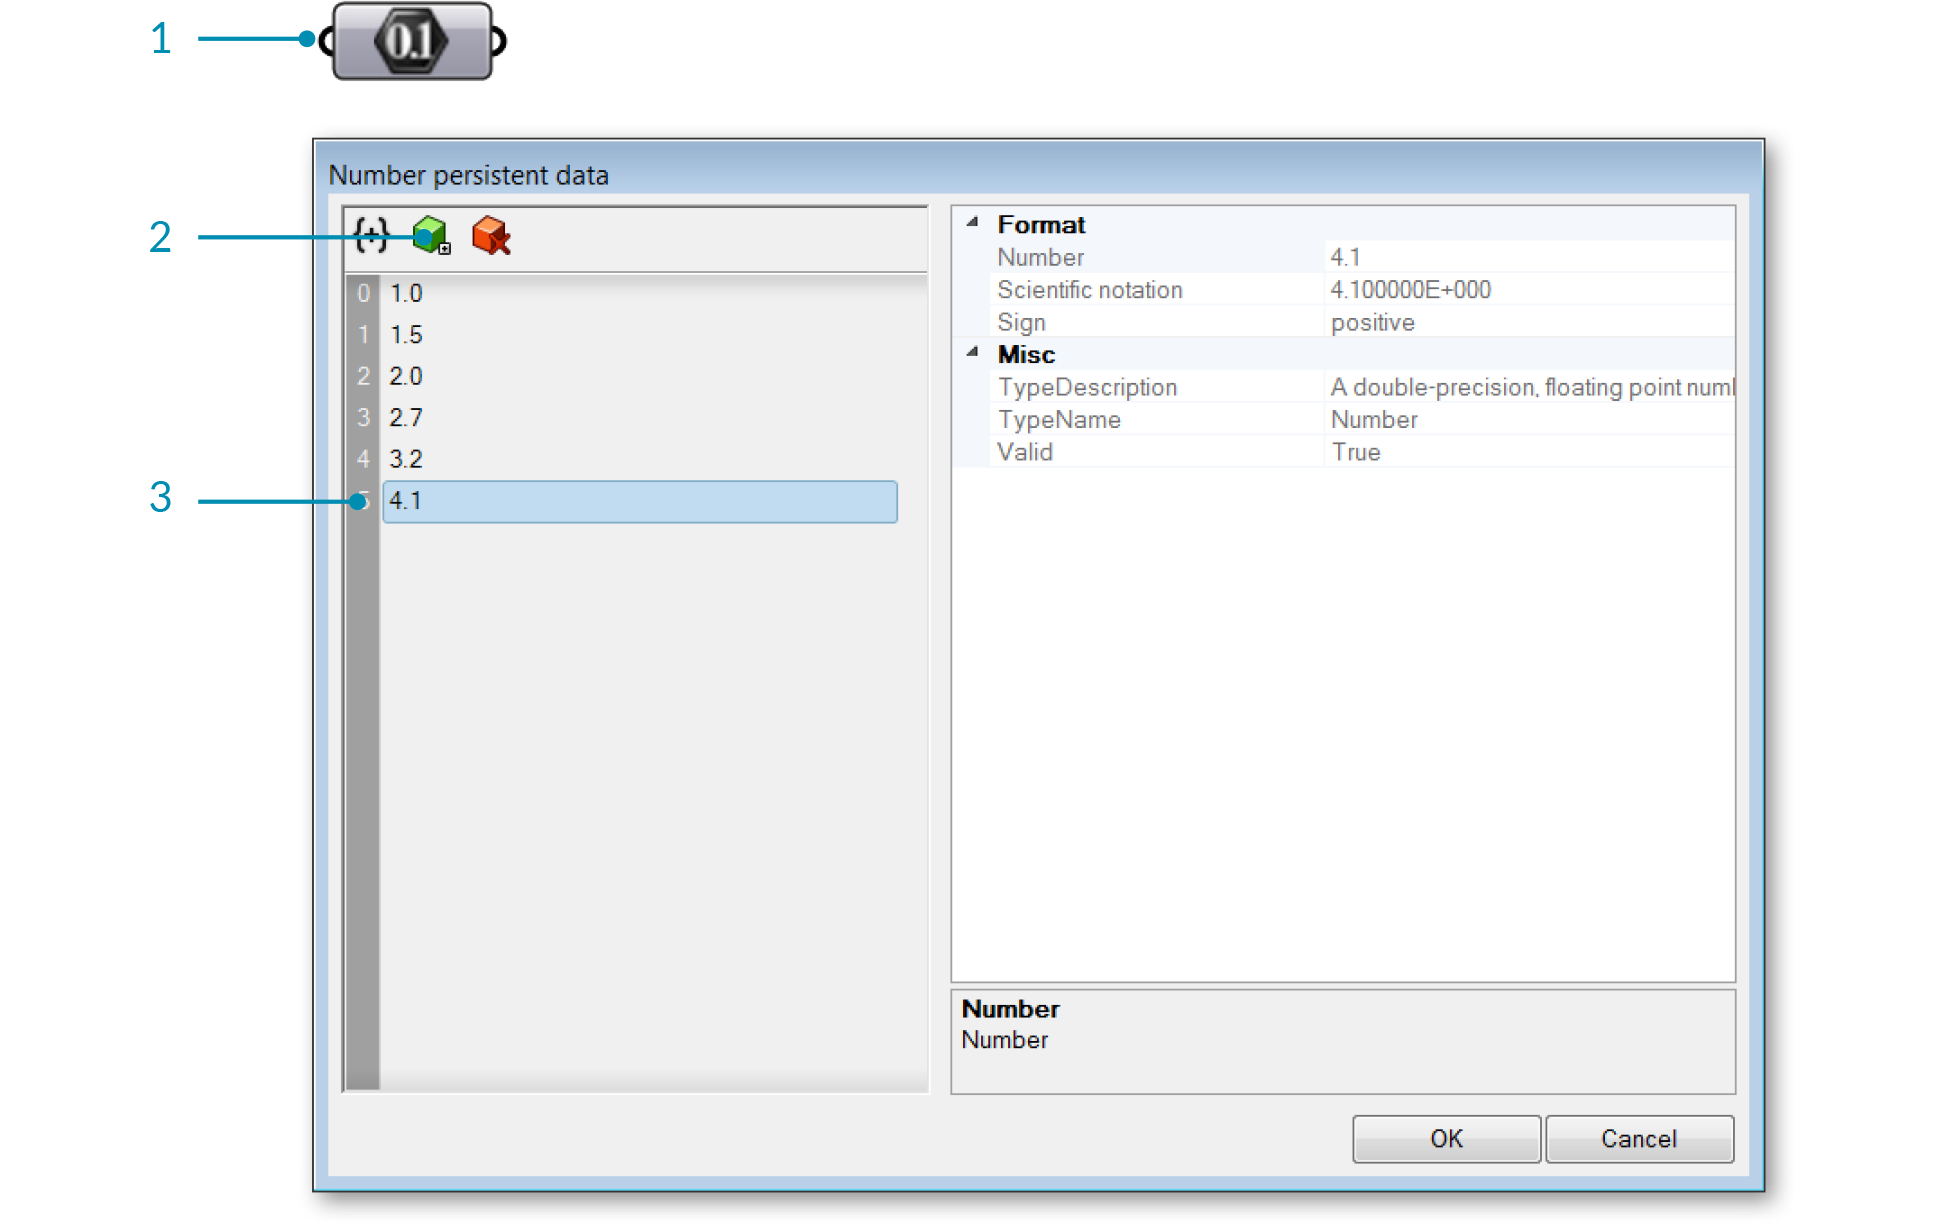 1
0.1
Number persistent data
2
{+}
0 1.0
1 1.5
2 2.0
3 2.7
4 3.2
3
5 4.1
Format
Number 4.1
Scientific notation 4.100000E+000
Sign positive
Misc
TypeDescription A double-precision, floating point
TypeName Number
Valid True
Number
Number
OK Cancel